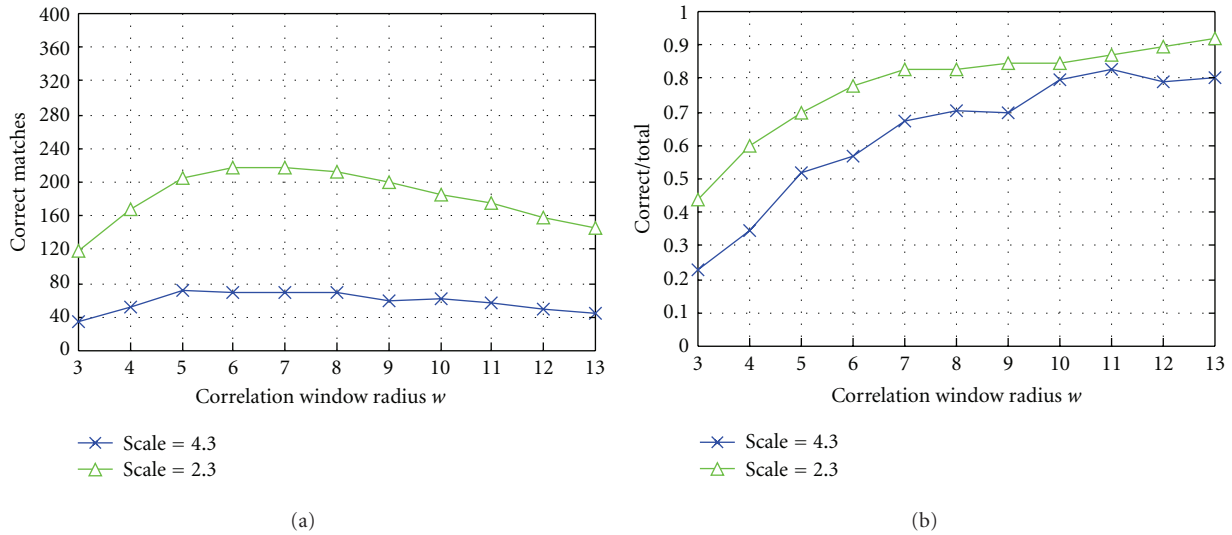 400
360
320
280
240
200
160
120
80
40
0
Correct matches
3 4 5 6 7 8 9 10 11 12 13
Correlation window radius w
Scale = 4.3
Scale = 2.3
(a)
1
0.9
0.8
0.7
0.6
0.5
0.4
0.3
0.2
0.1
0
Correct/total
3 4 5 6 7 8 9 10 11 12 13
Correlation window radius w
Scale = 4.3
Scale = 2.3
(b)